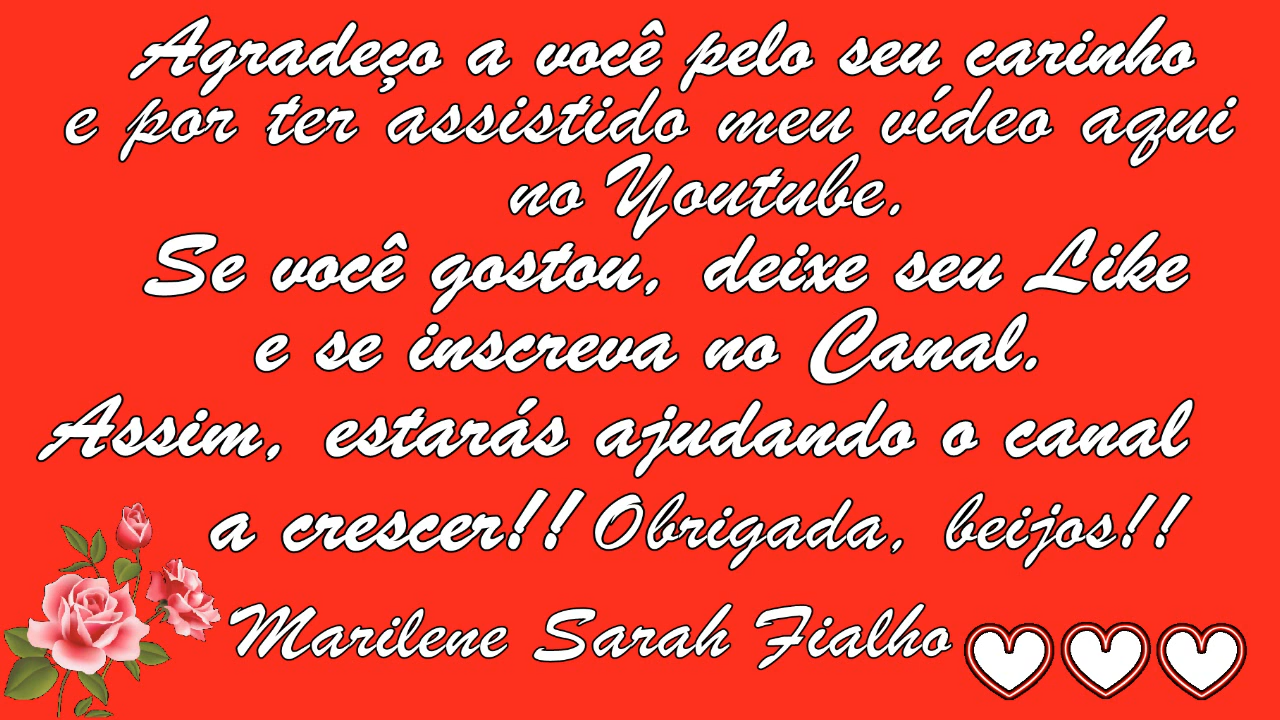 Agradeço a você pelo seu carinho
e por ter assistido meu vídeo aqui
no Youtube.
Se você gostou, deixe seu Like
e se inscreva no Canal.
Assim, estarás ajudando o canal
a crescer!! Obrigada, beijos!!
Marilene Sarah Fialho